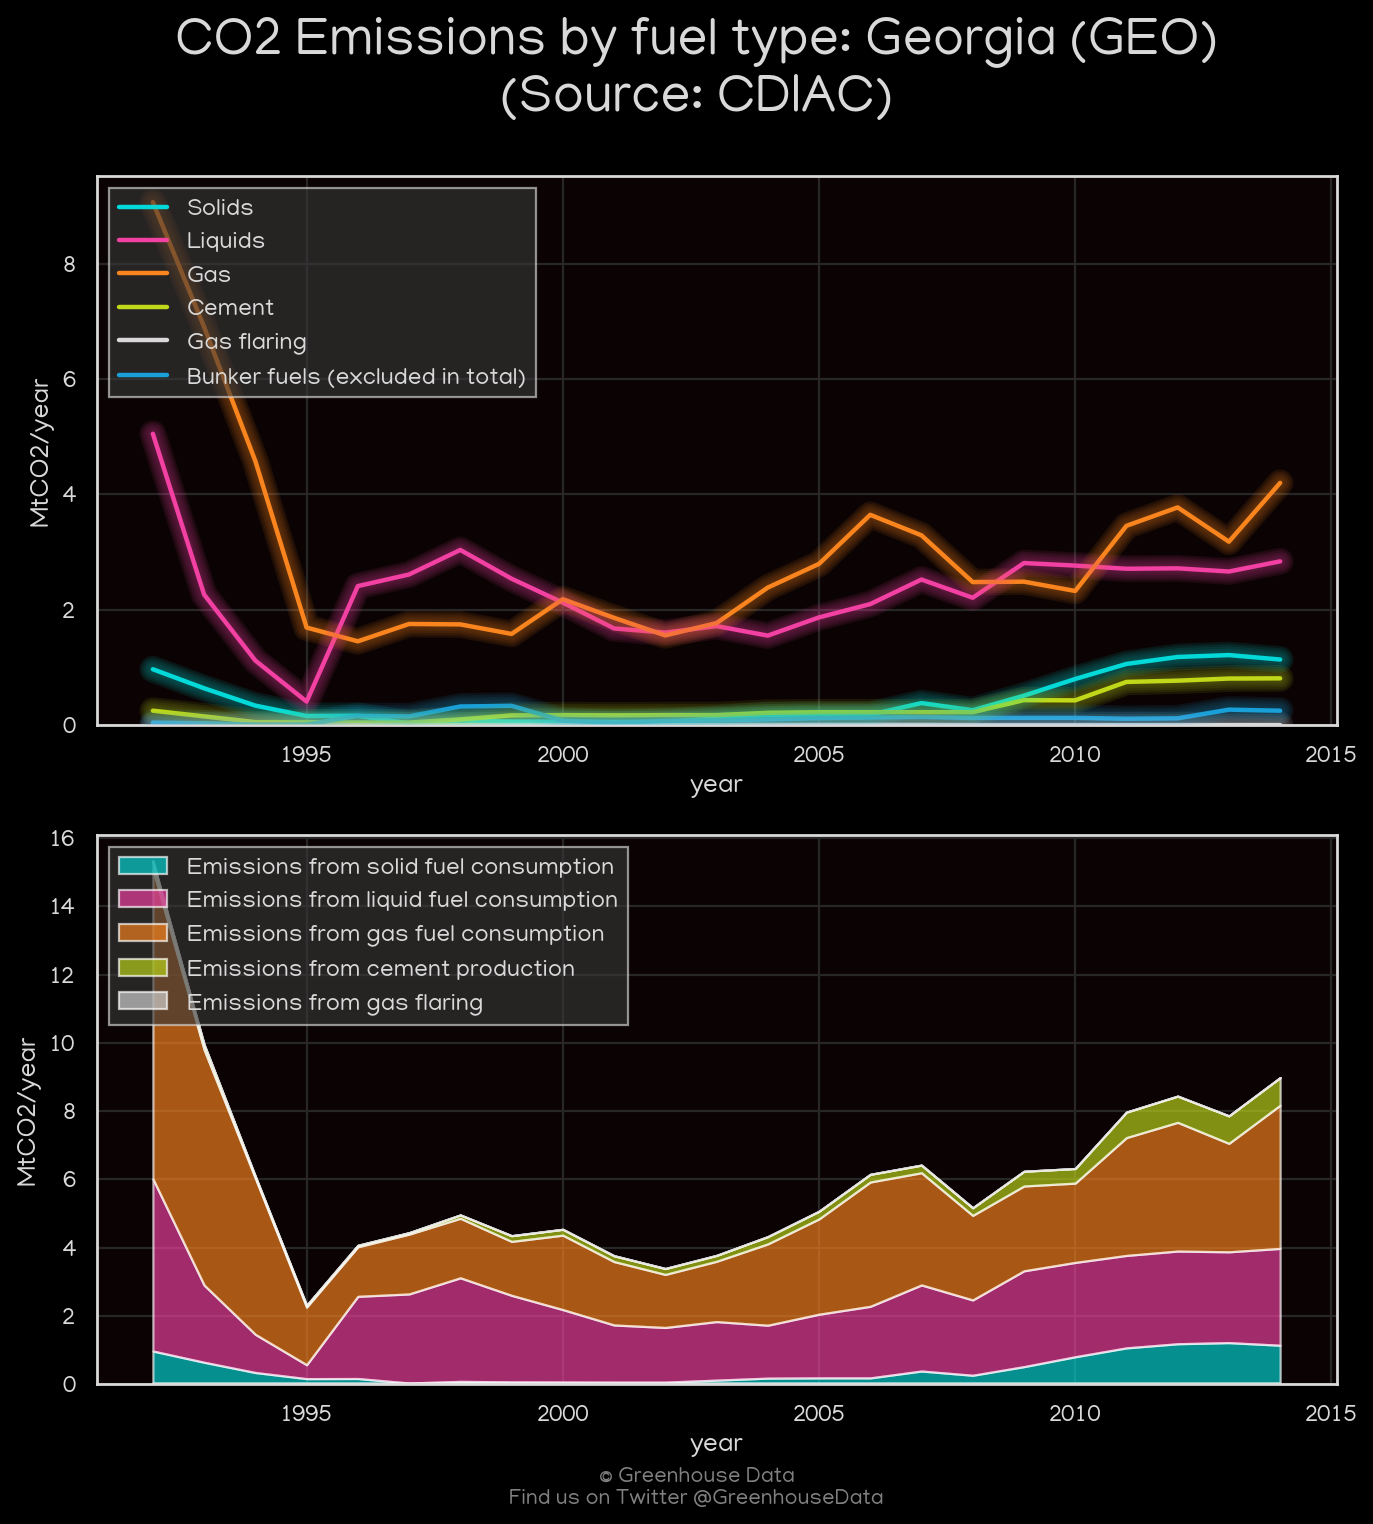 CO2 Emissions by fuel type: Georgia (GEO)
(Source: CDIAC)
Solids
Liquids
Gas
Cement
Gas flaring
Bunker fuels (excluded in total)
MtCO2/year
8
6
4
2
0
1995
2000
2005
2010
2015
year
Emissions from solid fuel consumption
Emissions from liquid fuel consumption
Emissions from gas fuel consumption
Emissions from cement production
Emissions from gas flaring
MtCO2/year
16
14
12
10
8
6
4
2
0
1995
2000
2005
2010
2015
year
© Greenhouse Data
Find us on Twitter @GreenhouseData